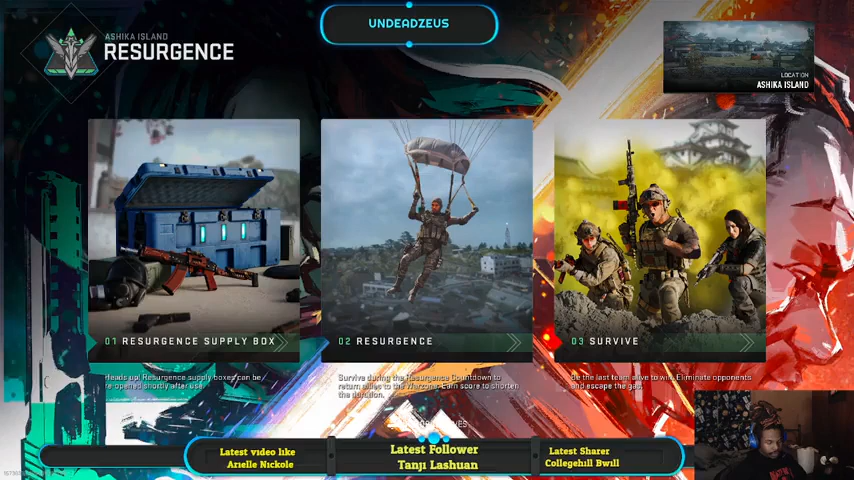 UNDEADZEUS
ASHIKA ISLAND
RESURGENCE
LOCATION
ASHIKA ISLAND
01 RESURGENCE SUPPLY BOX
02 RESURGENCE
03 SURVIVE
Heads up! Resurgence supply boxes can be
re opened shortly after use.
Survive during the Resurgence Countdown to
return allies to the Warzone. Earn score to shorten
the duration.
Be the last team alive to win. Eliminate opponents
and escape the gas.
Latest video like
Arielle Nickole
Latest Follower
Tanji Lashuan
Latest Sharer
Collegehill Bwill